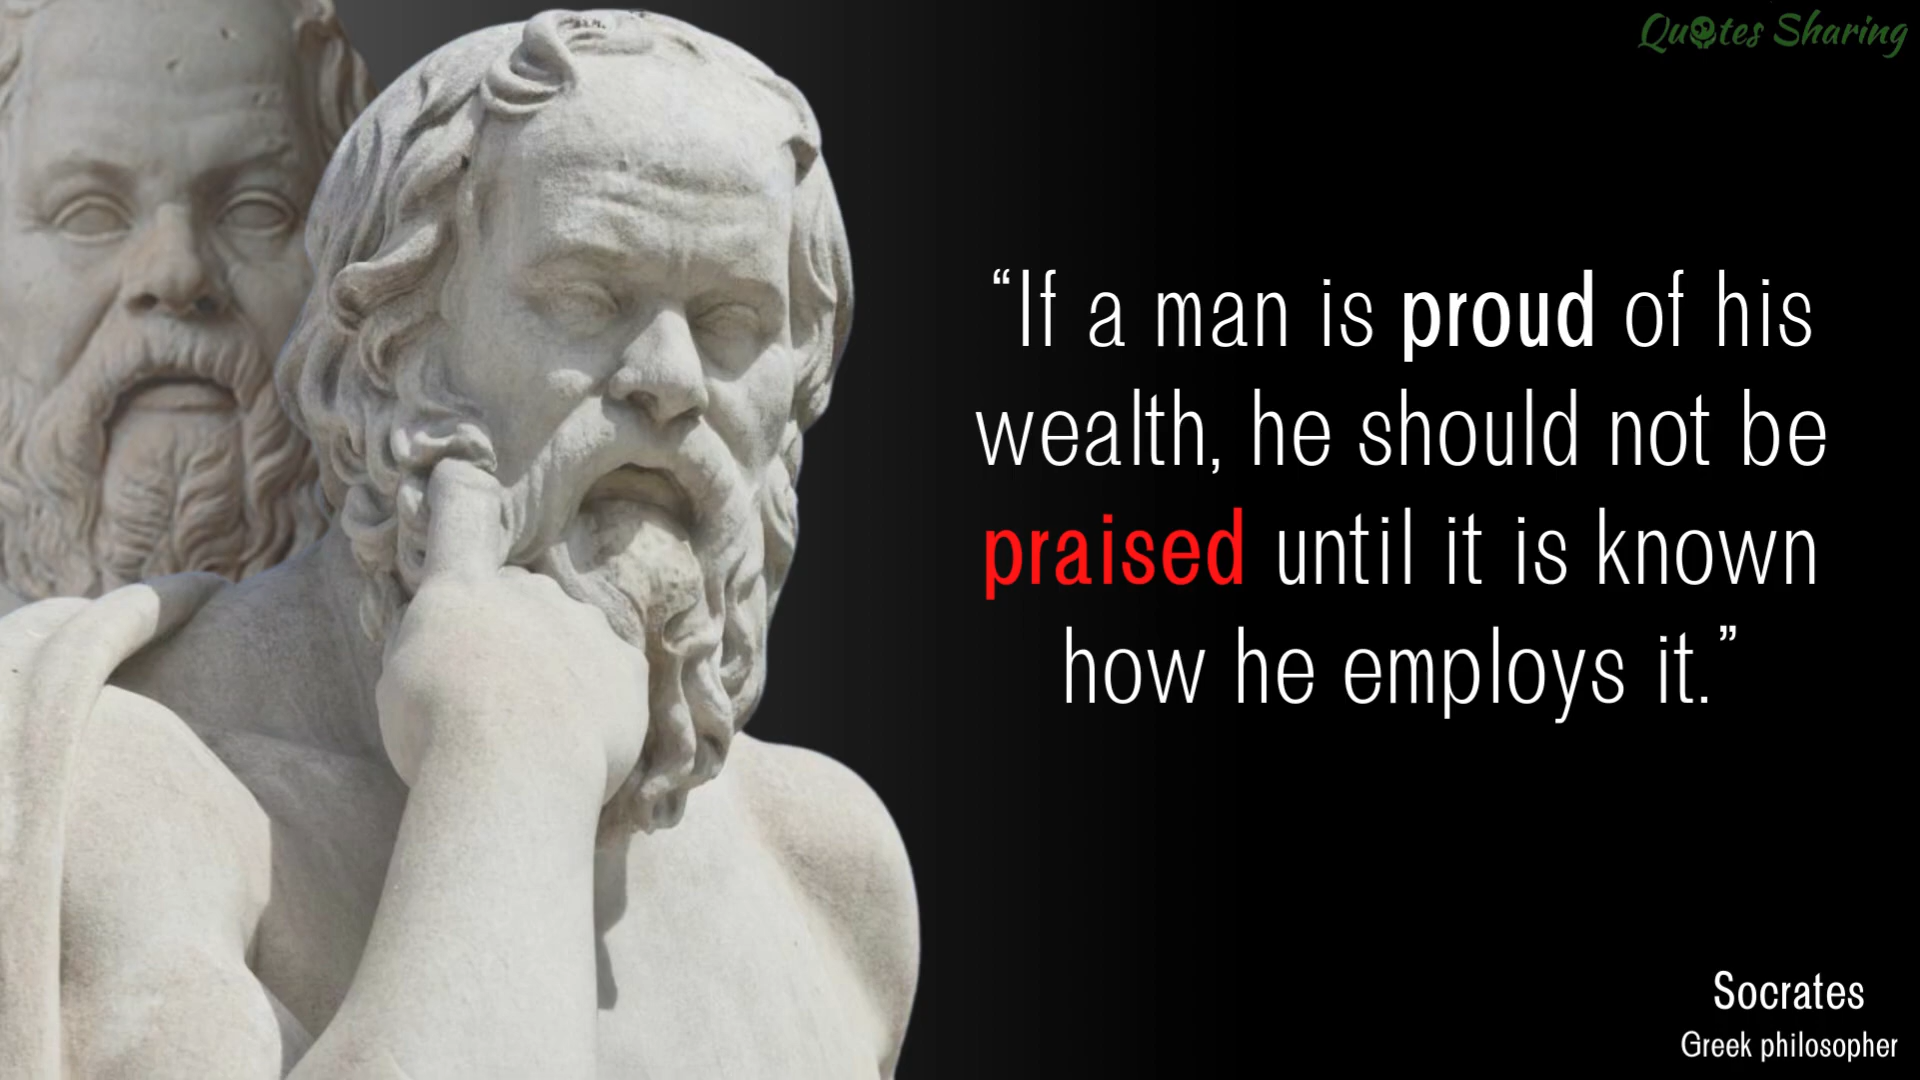 Quotes Sharing
“If a man is proud of his
wealth, he should not be
praised until it is known
how he employs it.”
Socrates
Greek philosopher